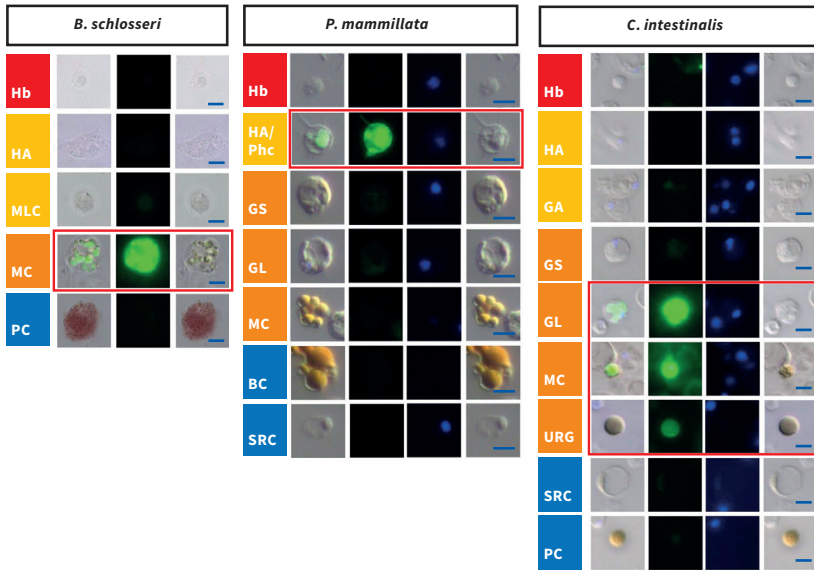 B. schlosseri
Hb
HA
MLC
MC
PC
P. mammillata
Hb
HA/
Phc
GS
GL
MC
BC
SRC
C. intestinalis
Hb
HA
GA
GS
GL
MC
URG
SRC
PC